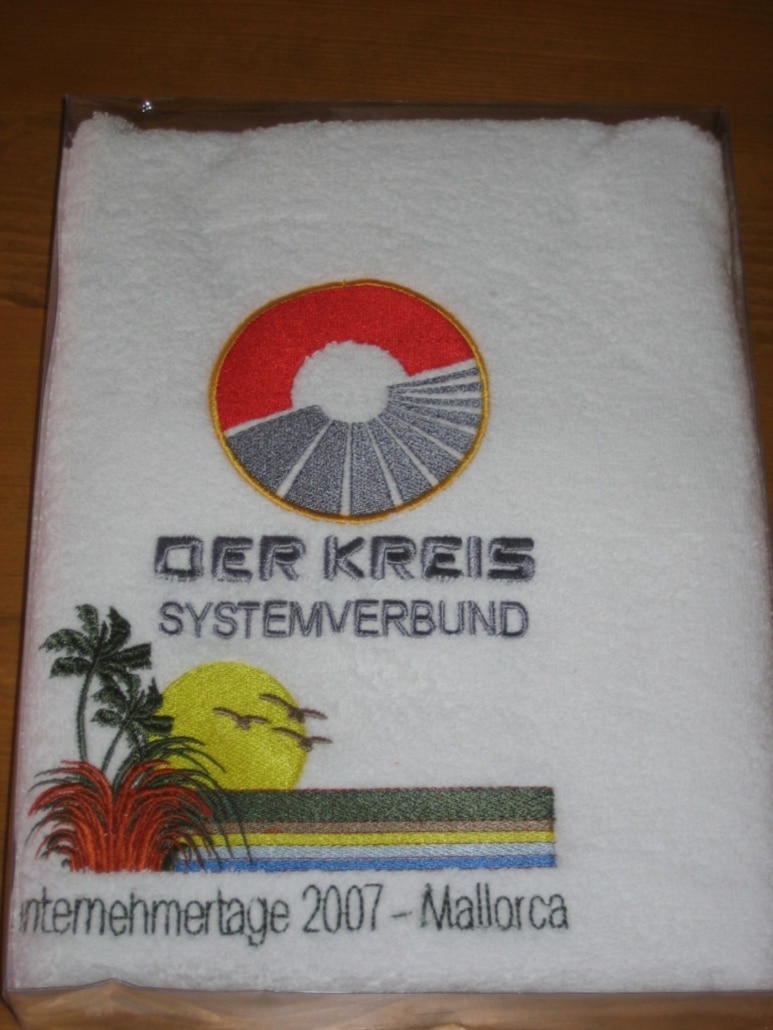 DER KREIS
SYSTEMVERBUND
nternehmertage 2007 - Mallorca